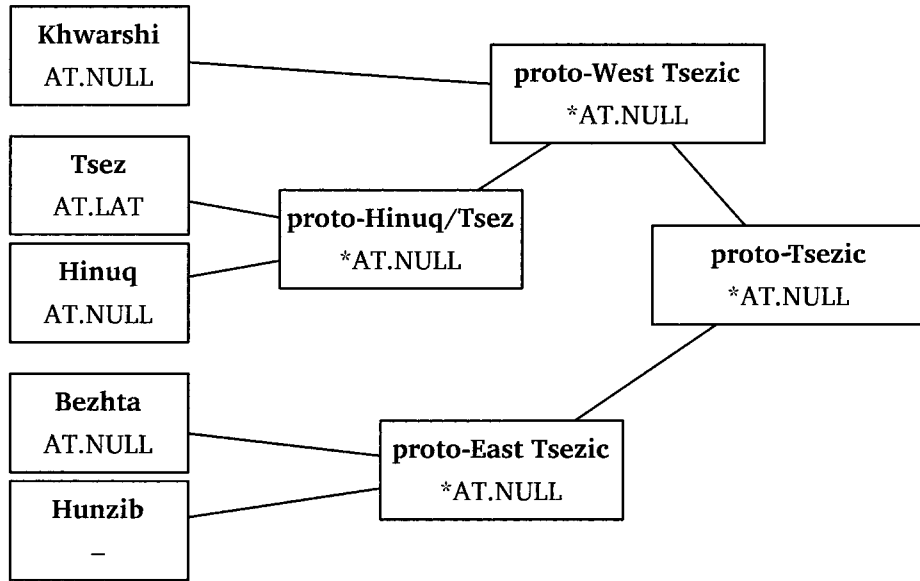 Khwarshi
AT.NULL
Tsez
AT.LAT
Hinuq
AT.NULL
Bezhta
AT.NULL
Hunzib
–
proto-Hinuq/Tsez
*AT.NULL
proto-East Tsezic
*AT.NULL
proto-West Tsezic
*AT.NULL
proto-Tsezic
*AT.NULL